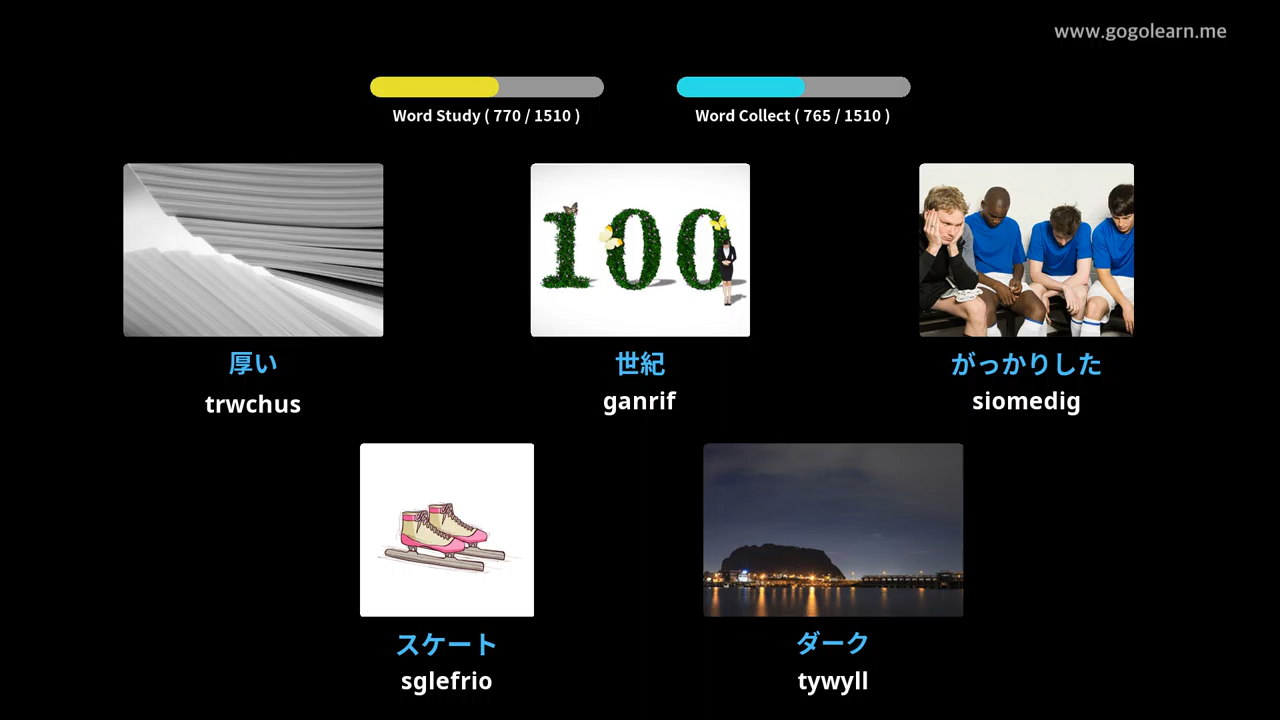 www.gogolearn.me
Word Study ( 770 / 1510 )
Word Collect ( 765 / 1510 )
厚い
trwchus
世紀
ganrif
がっかりした
siomedig
スケート
sglefrio
ダーク
tywyll